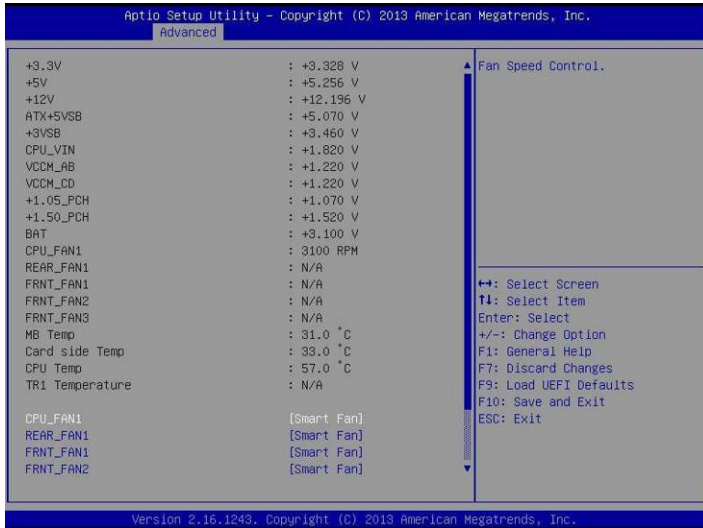 Aptio Setup Utility – Copyright (C) 2013 American Megatrends, Inc.
Advanced
+3.3V : +3.328 V
+5V : +5.256 V
+12V : +12.196 V
ATX+5VSB : +5.070 V
+3VSB : +3.460 V
CPU_VIN : +1.820 V
VCCM_AB : +1.220 V
VCCM_CD : +1.220 V
+1.05_PCH : +1.070 V
+1.50_PCH : +1.520 V
BAT : +3.100 V
CPU_FAN1 : 3100 RPM
REAR_FAN1 : N/A
FRNT_FAN1 : N/A
FRNT_FAN2 : N/A
FRNT_FAN3 : N/A
MB Temp : 31.0 °C
Card side Temp : 33.0 °C
CPU Temp : 57.0 °C
TR1 Temperature : N/A
CPU_FAN1 [Smart Fan]
REAR_FAN1 [Smart Fan]
FRNT_FAN1 [Smart Fan]
FRNT_FAN2 [Smart Fan]
Fan Speed Control.
↔: Select Screen
↑↓: Select Item
Enter: Select
+/-: Change Option
F1: General Help
F7: Discard Changes
F9: Load UEFI Defaults
F10: Save and Exit
ESC: Exit
Version 2.16.1243. Copyright (C) 2013 American Megatrends, Inc.